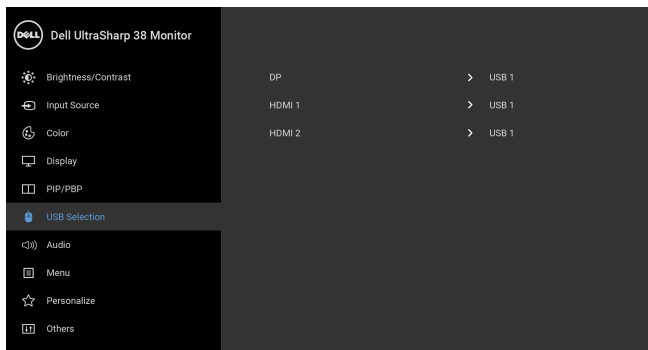 DELL Dell UltraSharp 38 Monitor
Brightness/Contrast
DP USB 1
Input Source
HDMI 1 USB 1
Color
HDMI 2 USB 1
Display
PIP/PBP
USB Selection
Audio
Menu
Personalize
Others